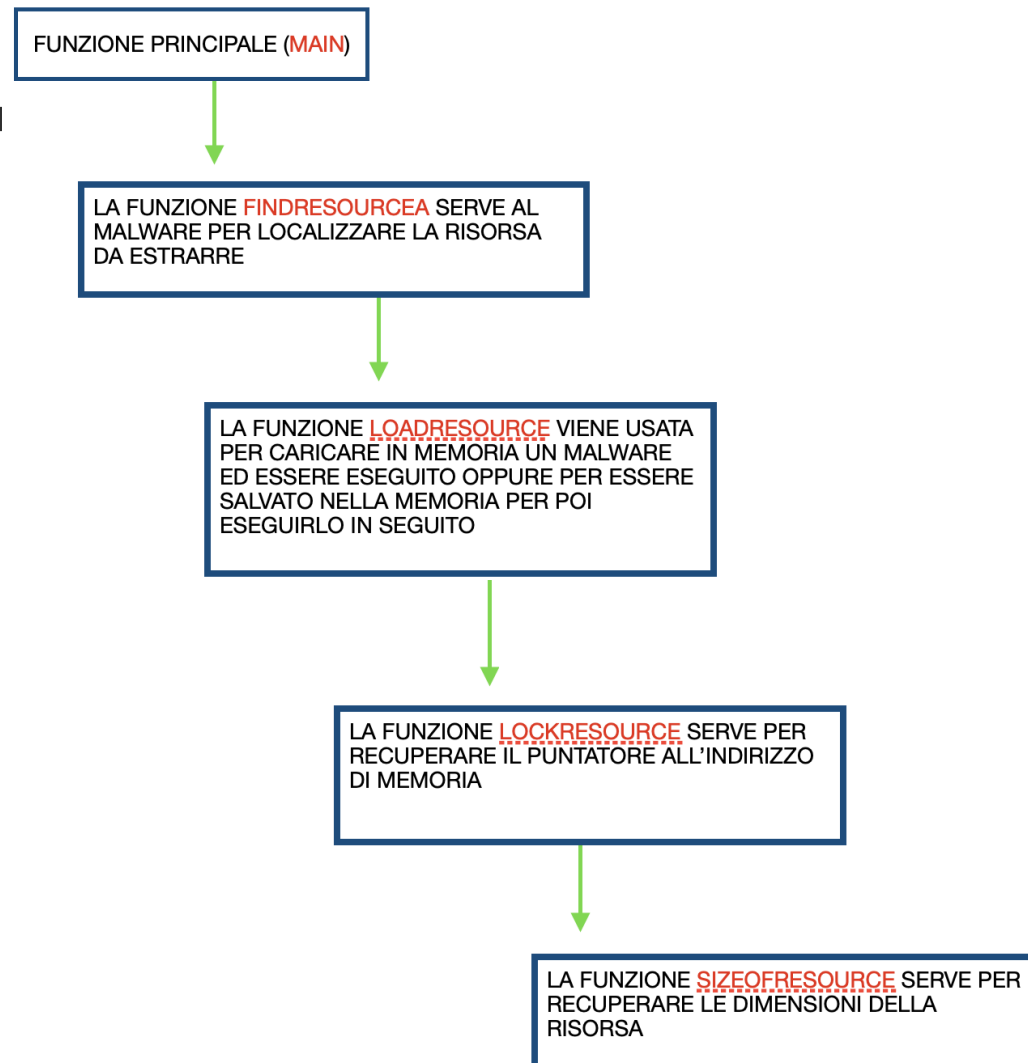 FUNZIONE PRINCIPALE (MAIN)
LA FUNZIONE FINDRESOURCEA SERVE AL
MALWARE PER LOCALIZZARE LA RISORSA
DA ESTRARRE
LA FUNZIONE LOADRESOURCE VIENE USATA
PER CARICARE IN MEMORIA UN MALWARE
ED ESSERE ESEGUITO OPPURE PER ESSERE
SALVATO NELLA MEMORIA PER POI
ESEGUIRLO IN SEGUITO
LA FUNZIONE LOCKRESOURCE SERVE PER
RECUPERARE IL PUNTATORE ALL'INDIRIZZO
DI MEMORIA
LA FUNZIONE SIZEOFRESOURCE SERVE PER
RECUPERARE LE DIMENSIONI DELLA
RISORSA